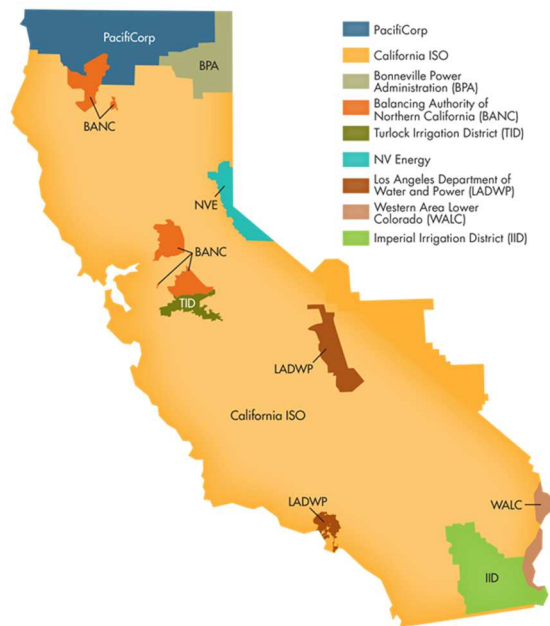 PacifiCorp
BPA
BANC
NVE
BANC
TID
LADWP
California ISO
LADWP
WALC
IID
PacifiCorp
California ISO
Bonneville Power
Administration (BPA)
Balancing Authority of
Northern California (BANC)
Turlock Irrigation District (TID)
NV Energy
Los Angeles Department of
Water and Power (LADWP)
Western Area Lower
Colorado (WALC)
Imperial Irrigation District (IID)